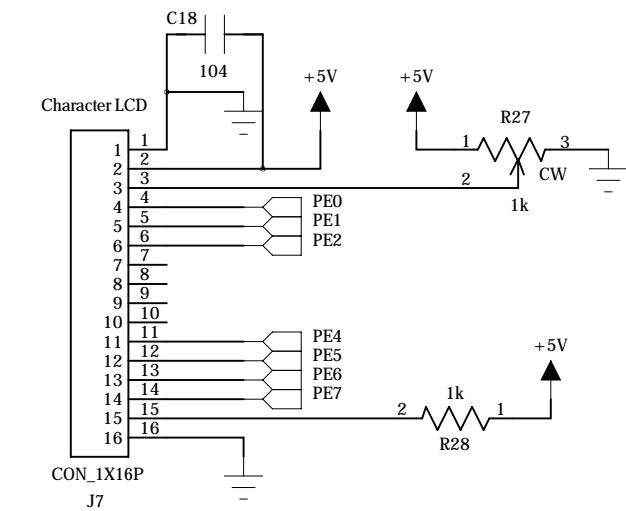 C18
104
+5V
+5V
Character LCD
R27
1
3
CW
2
1k
1 1
2 2
3 3
4 4
5 5
6 6
7 7
8 8
9 9
10 10
11 11
12 12
13 13
14 14
15 15
16 16
PE0
PE1
PE2
PE4
PE5
PE6
PE7
+5V
1k
2
1
R28
CON_1X16P
J7